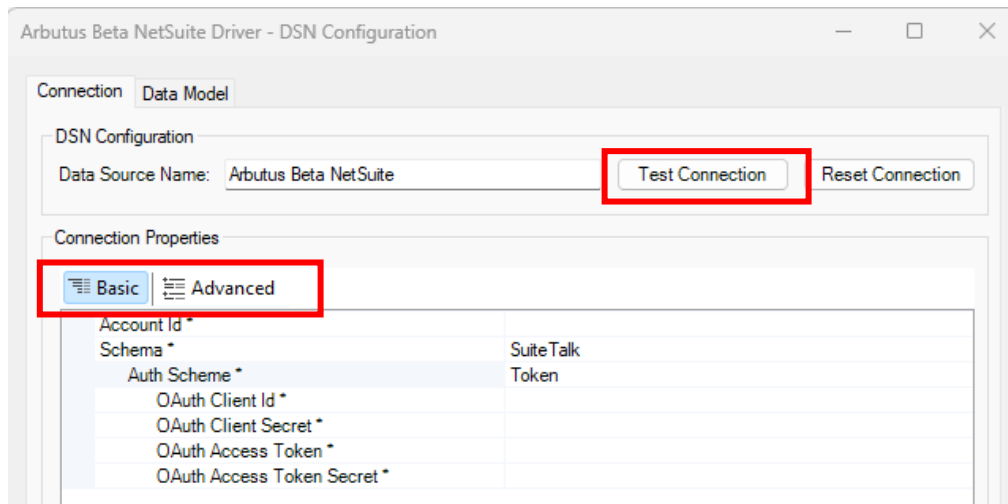 Arbutus Beta NetSuite Driver - DSN Configuration
Connection Data Model
DSN Configuration
Data Source Name: Arbutus Beta NetSuite Test Connection Reset Connection
Connection Properties
Basic Advanced
Account Id *
Schema * SuiteTalk
Auth Scheme * Token
OAuth Client Id *
OAuth Client Secret *
OAuth Access Token *
OAuth Access Token Secret *